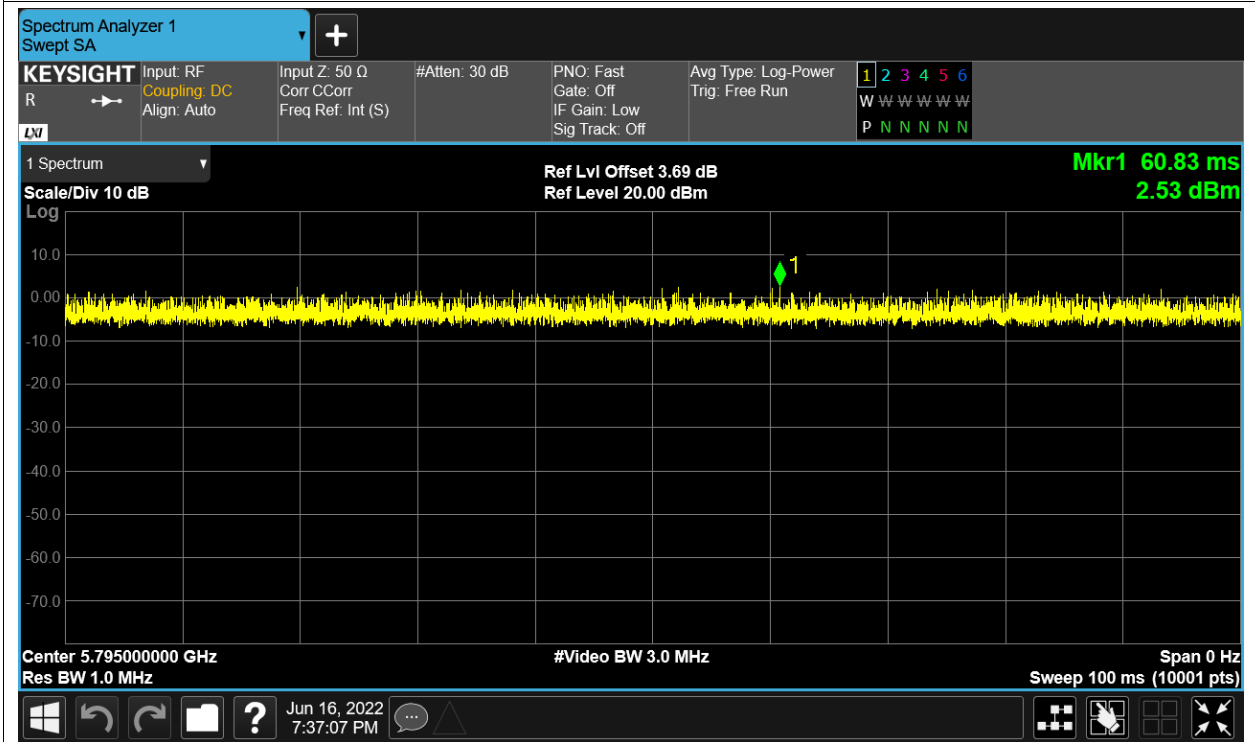 Spectrum Analyzer 1
Swept SA
+
KEYSIGHT
R
LXI
Input: RF
Coupling: DC
Align: Auto
Input Z: 50 Ω
Corr CCorr
Freq Ref: Int (S)
#Atten: 30 dB
PNO: Fast
Gate: Off
IF Gain: Low
Sig Track: Off
Avg Type: Log-Power
Trig: Free Run
1 2 3 4 5 6
W W W W W W
P N N N N N
1 Spectrum
Scale/Div 10 dB
Log
Ref Lvl Offset 3.69 dB
Ref Level 20.00 dBm
Mkr1 60.83 ms
2.53 dBm
1
10.0
0.00
-10.0
-20.0
-30.0
-40.0
-50.0
-60.0
-70.0
Center 5.795000000 GHz
Res BW 1.0 MHz
#Video BW 3.0 MHz
Span 0 Hz
Sweep 100 ms (10001 pts)
?
Jun 16, 2022
7:37:07 PM